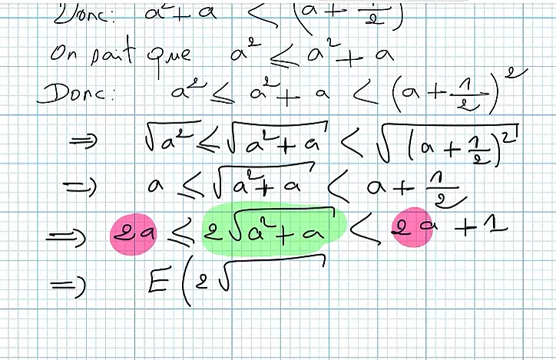 Donc: a² + a < (a + 1/2)
On sait que a² ≤ a² + a
Donc: a² ≤ a² + a < (a + 1/2)²
⇒ √a² ≤ √(a² + a) < √((a + 1/2)²)
⇒ a ≤ √(a² + a) < a + 1/2
⇒ 2a ≤ 2√(a² + a) < 2a + 1
⇒ E(2√